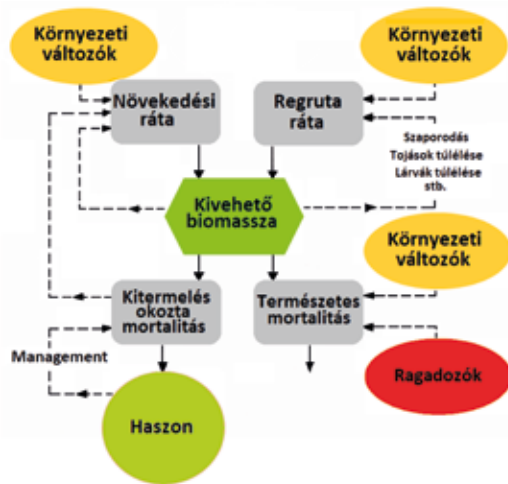 Környezeti
változók
Környezeti
változók
Növekedési
ráta
Regruta
ráta
Szaporodás
Tojások túlélése
Lárvák túlélése
stb.
Kivehető
biomassza
Környezeti
változók
Kitermelés
okozta
mortalitás
Természetes
mortalitás
Management
Ragadozók
Haszon